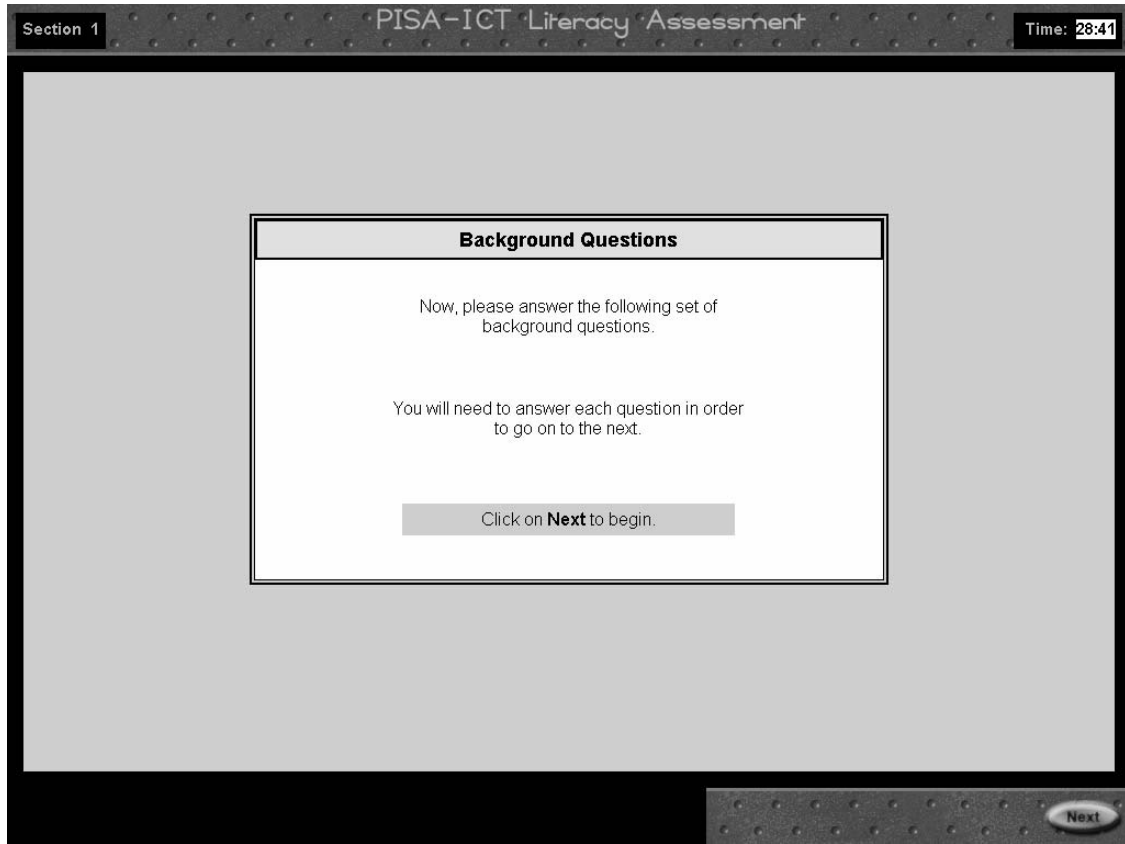 Section 1
PISA-ICT Literacy Assessment
Time: 28:41
Background Questions
Now, please answer the following set of
background questions.
You will need to answer each question in order
to go on to the next.
Click on Next to begin.
Next